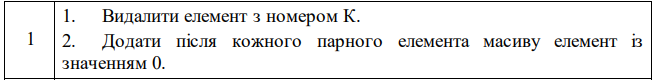 1
1. Видалити елемент з номером К.
2. Додати після кожного парного елемента масиву елемент із
значенням 0.